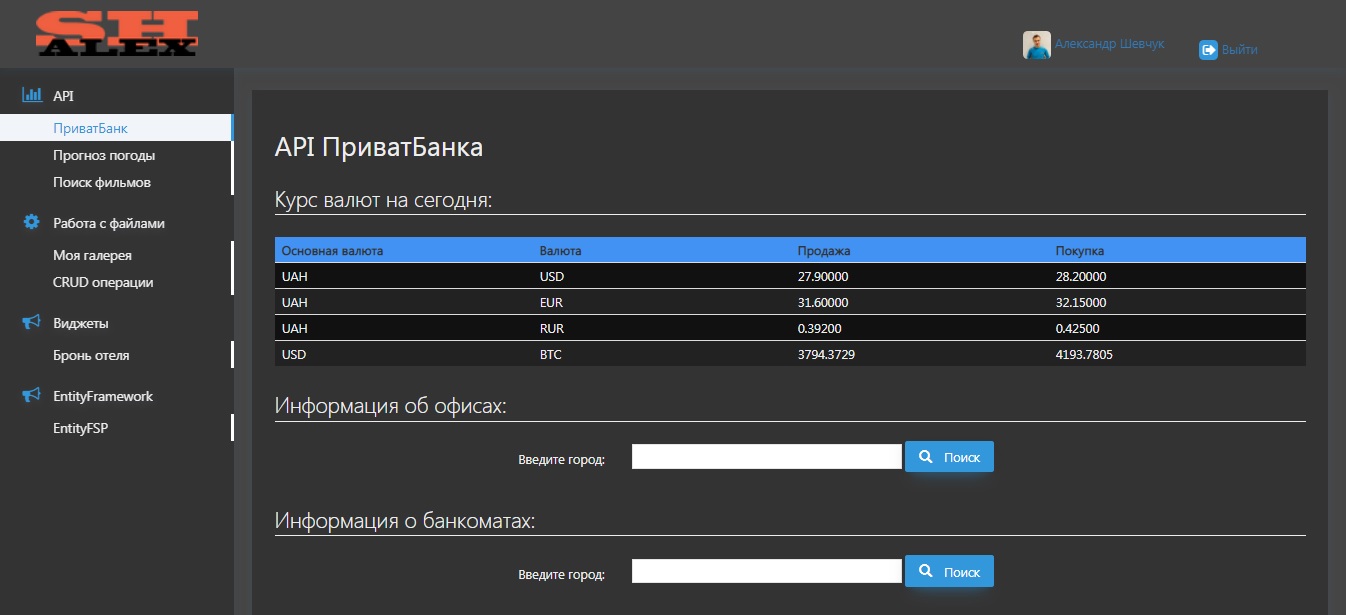 SH
ALEX
Александр Шевчук
Выйти
API
ПриватБанк
Прогноз погоды
Поиск фильмов
Работа с файлами
Моя галерея
CRUD операции
Виджеты
Бронь отеля
EntityFramework
EntityFSP
API ПриватБанка
Курс валют на сегодня:
Основная валюта Валюта Продажа Покупка
UAH USD 27.90000 28.20000
UAH EUR 31.60000 32.15000
UAH RUR 0.39200 0.42500
USD BTC 3794.3729 4193.7805
Информация об офисах:
Введите город: Поиск
Информация о банкоматах:
Введите город: Поиск